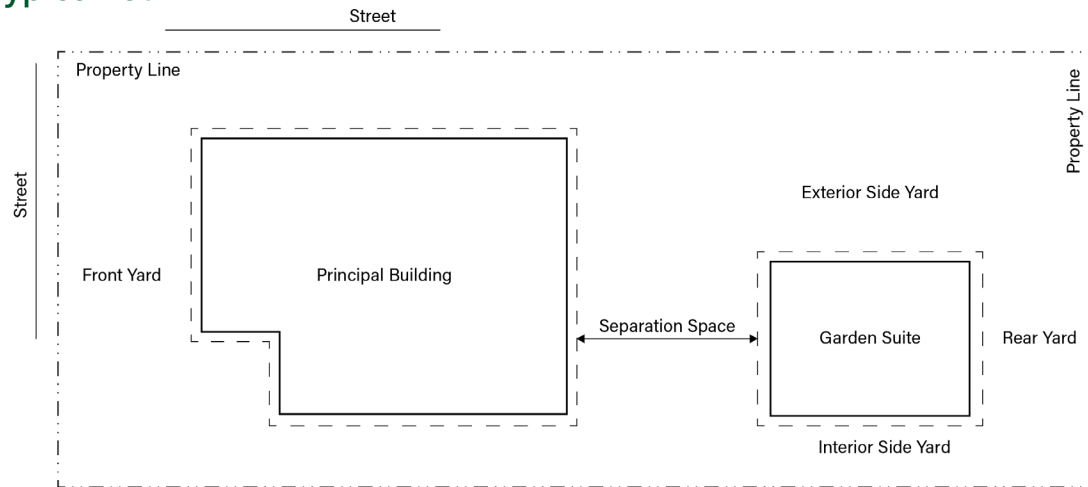 Street
Property Line
Property Line
Exterior Side Yard
Street
Front Yard
Principal Building
Separation Space
Garden Suite
Rear Yard
Interior Side Yard